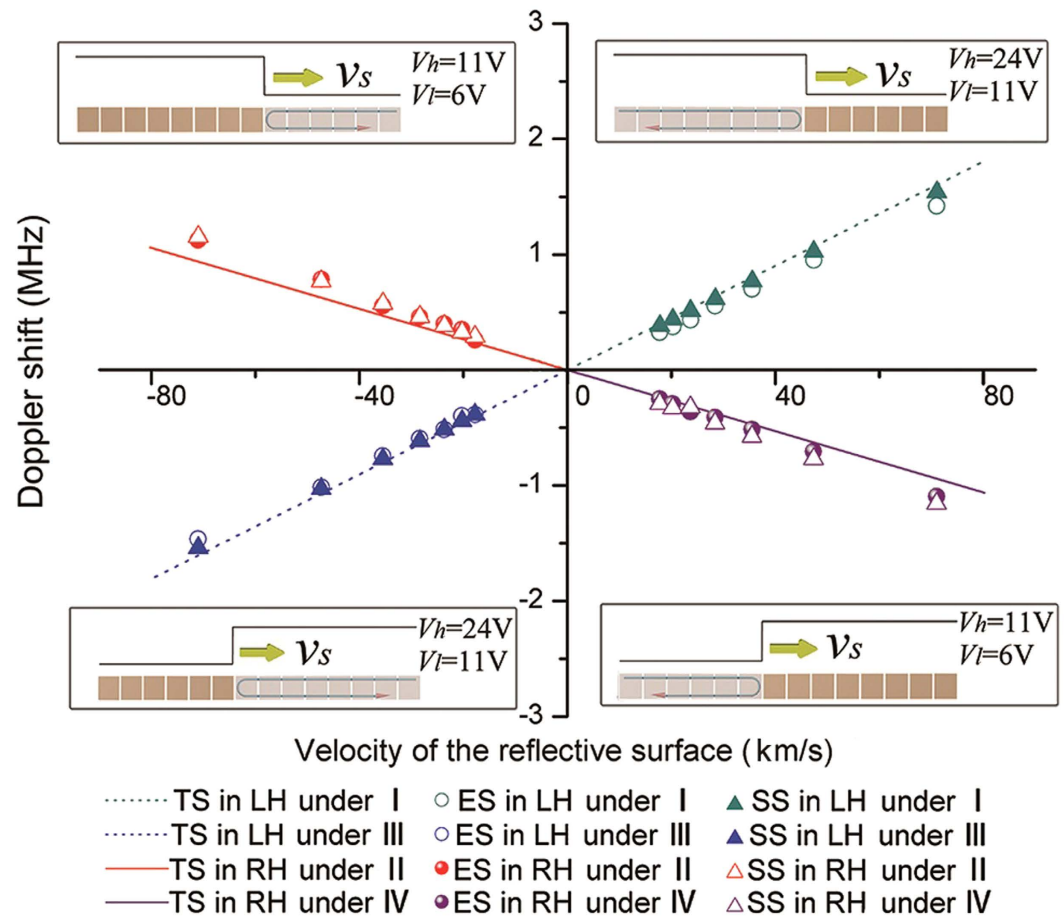 3
Vh=11V
Vl=6V
vs
Vh=24V
Vl=11V
vs
2
1
Doppler shift (MHz)
-80
-40
0
40
80
-1
-2
-3
Vh=24V
Vl=11V
vs
Vh=11V
Vl=6V
vs
Velocity of the reflective surface (km/s)
TS in LH under I ES in LH under I SS in LH under I
TS in LH under III ES in LH under III SS in LH under III
TS in RH under II ES in RH under II SS in RH under II
TS in RH under IV ES in RH under IV SS in RH under IV